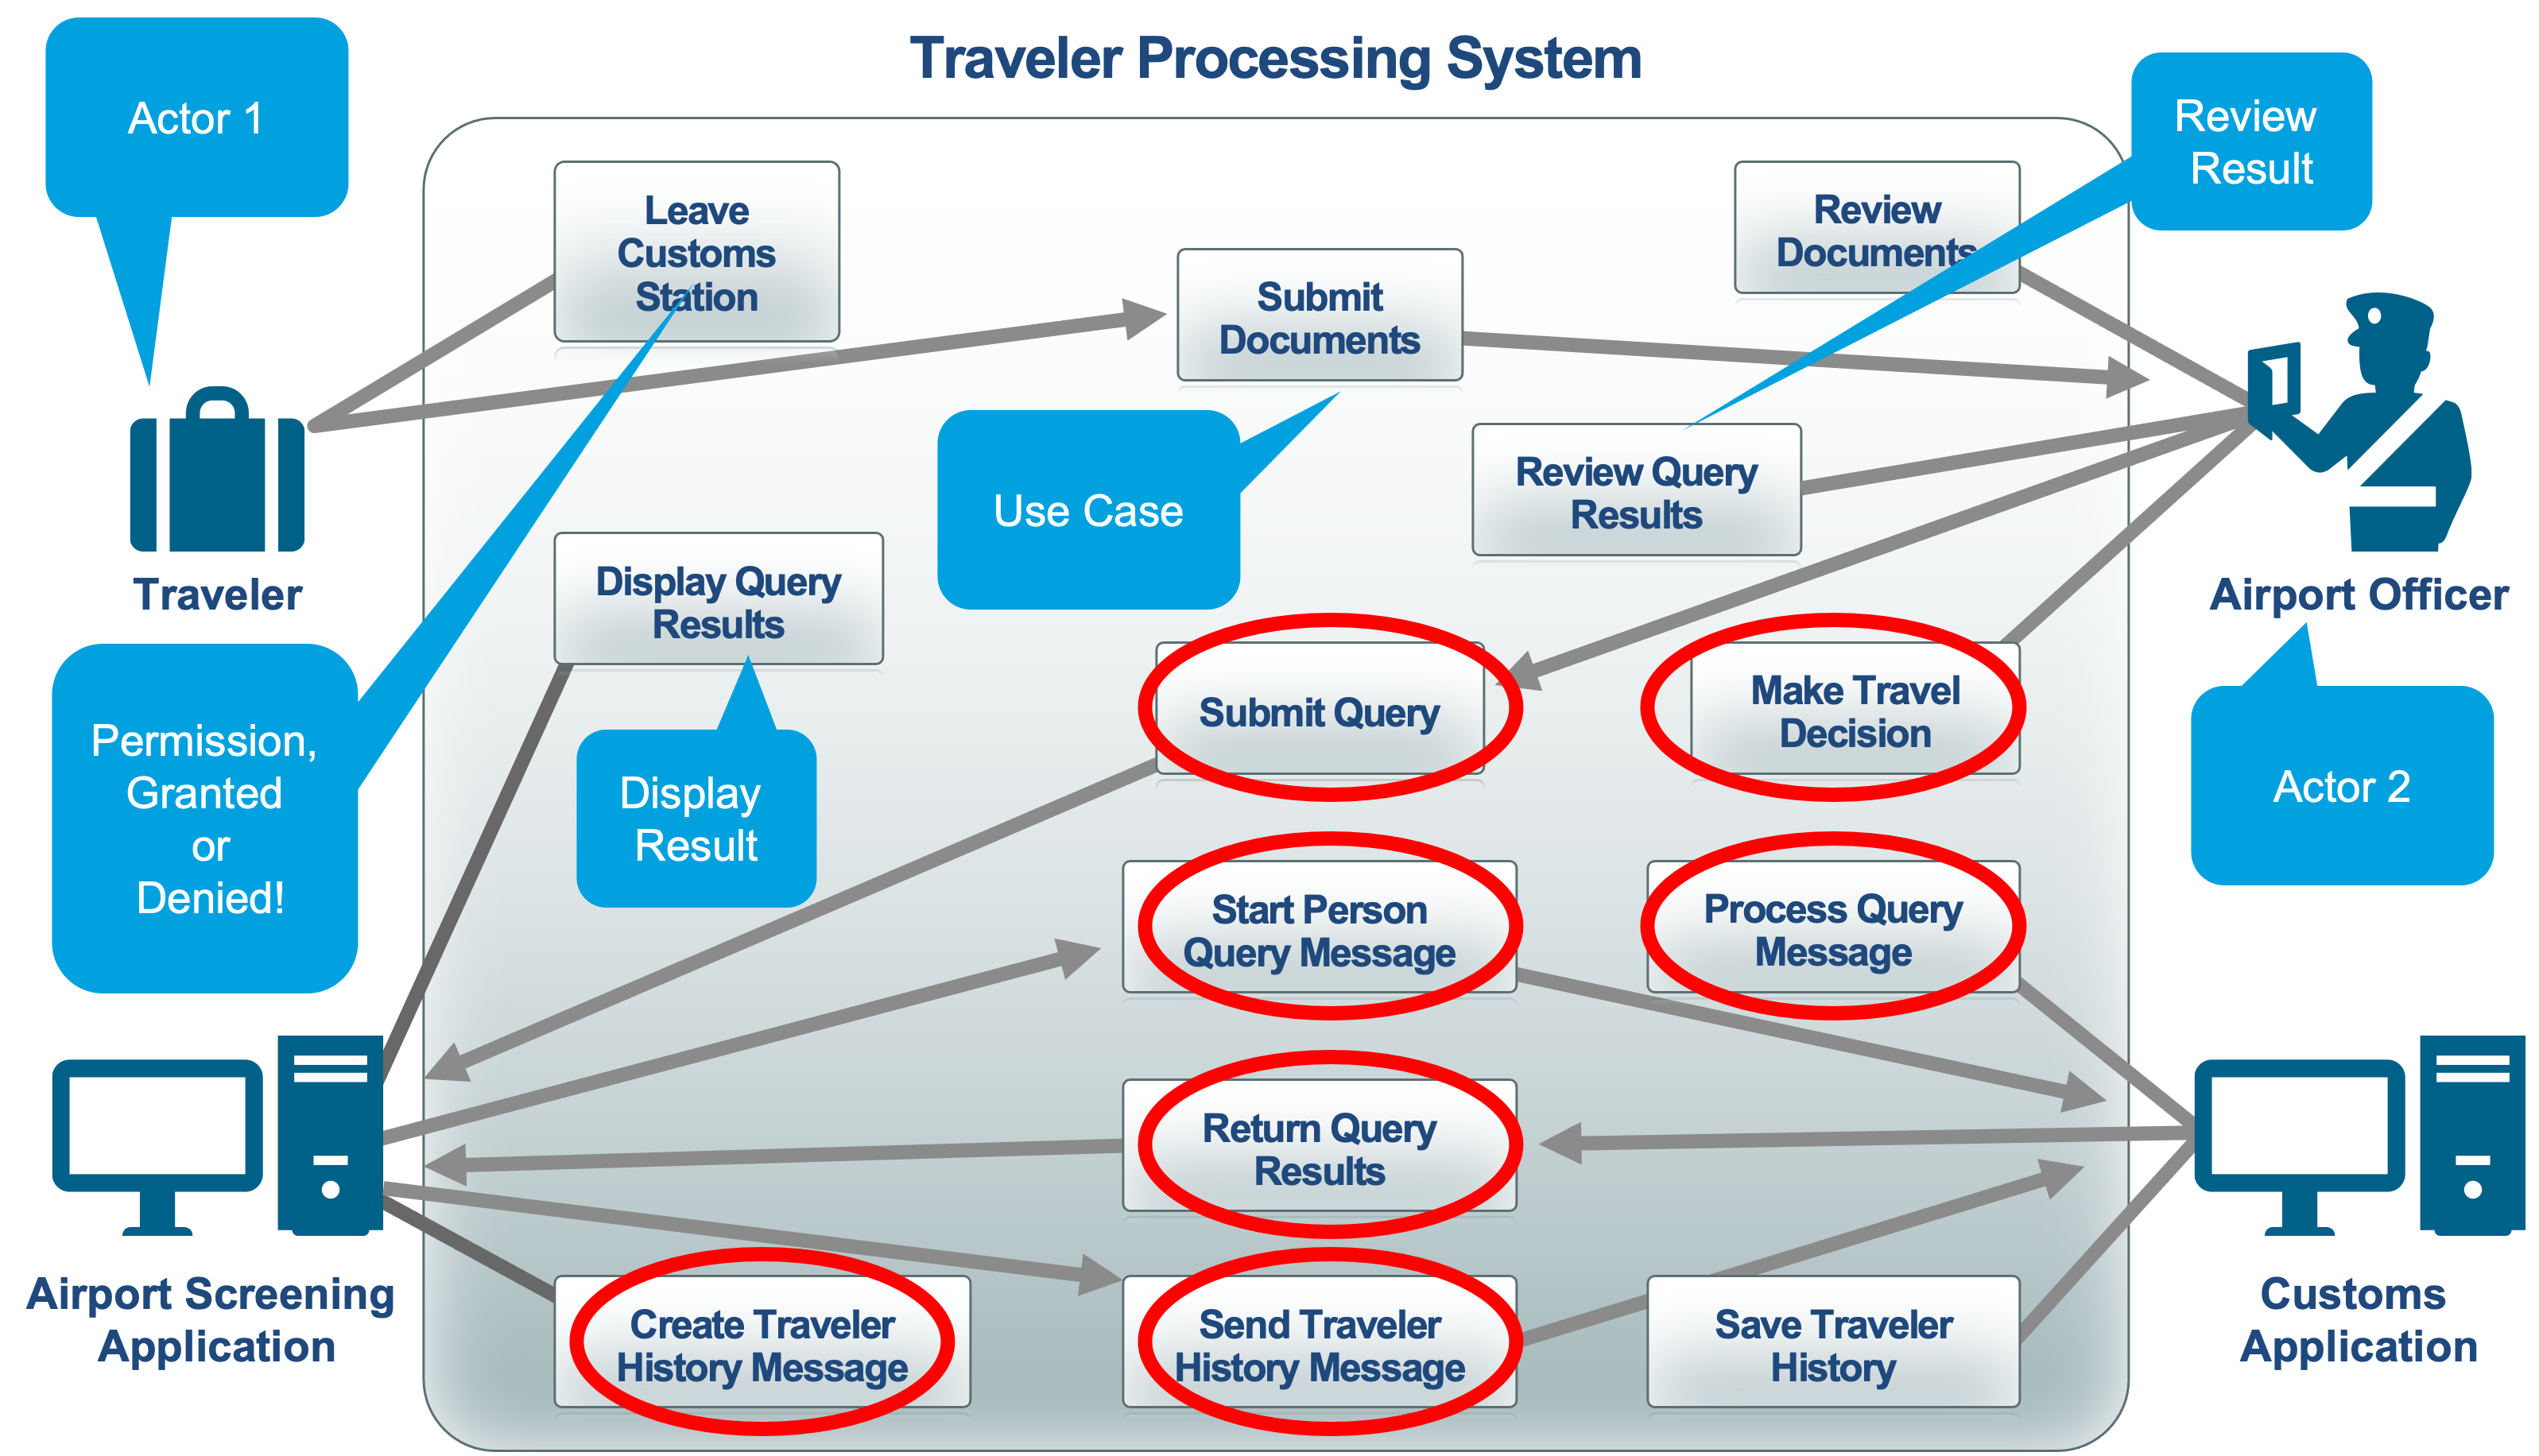 Traveler Processing System
Actor 1
Review
Result
Leave
Customs
Station
Review
Documents
Submit
Documents
Use Case
Review Query
Results
Traveler
Airport Officer
Display Query
Results
Permission,
Granted
or
Denied!
Display
Result
Submit Query
Make Travel
Decision
Actor 2
Start Person
Query Message
Process Query
Message
Return Query
Results
Airport Screening
Application
Customs
Application
Create Traveler
History Message
Send Traveler
History Message
Save Traveler
History